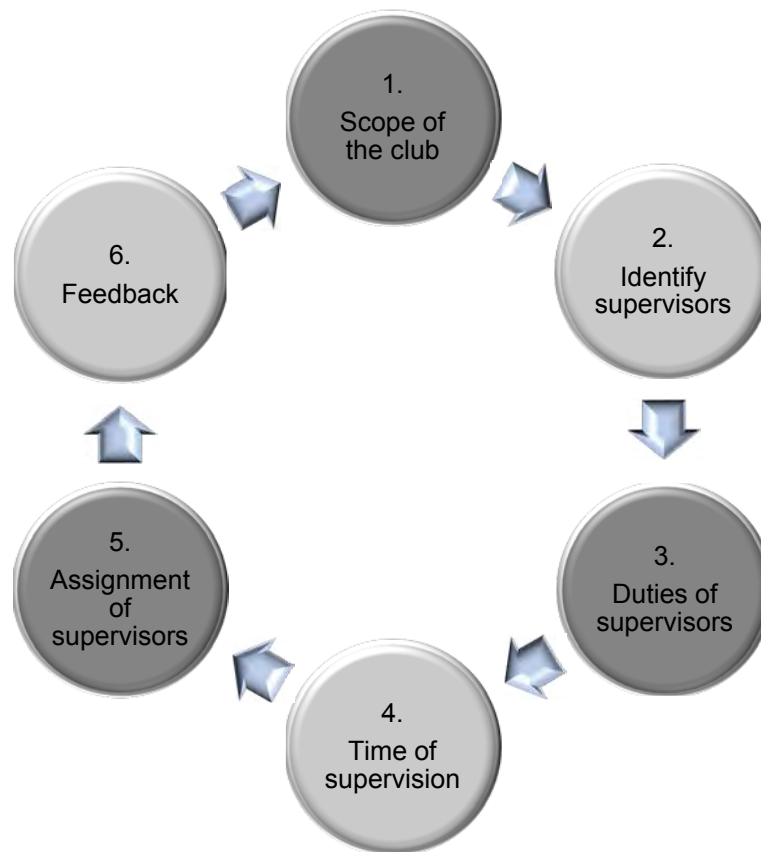 1.
Scope of
the club
2.
Identify
supervisors
3.
Duties of
supervisors
4.
Time of
supervision
5.
Assignment
of
supervisors
6.
Feedback